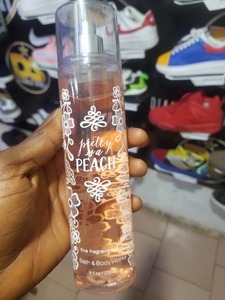 pretty
as a
PEACH
fine fragrance mist
Bath & Body Works